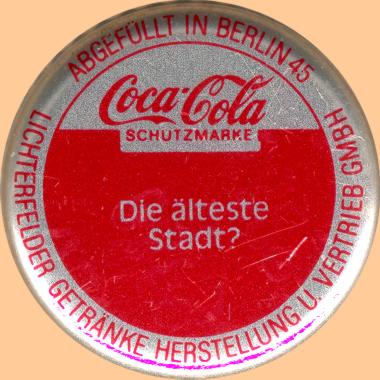 ABGEFÜLLT IN BERLIN 45
Coca-Cola
SCHUTZMARKE
Die älteste
Stadt?
LICHTERFELDER GETRÄNKE HERSTELLUNG U. VERTRIEB GMBH